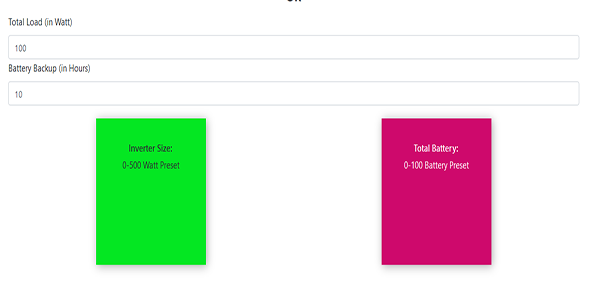 Total Load (in Watt)
100
Battery Backup (in Hours)
10
Inverter Size:
0-500 Watt Preset
Total Battery:
0-100 Battery Preset